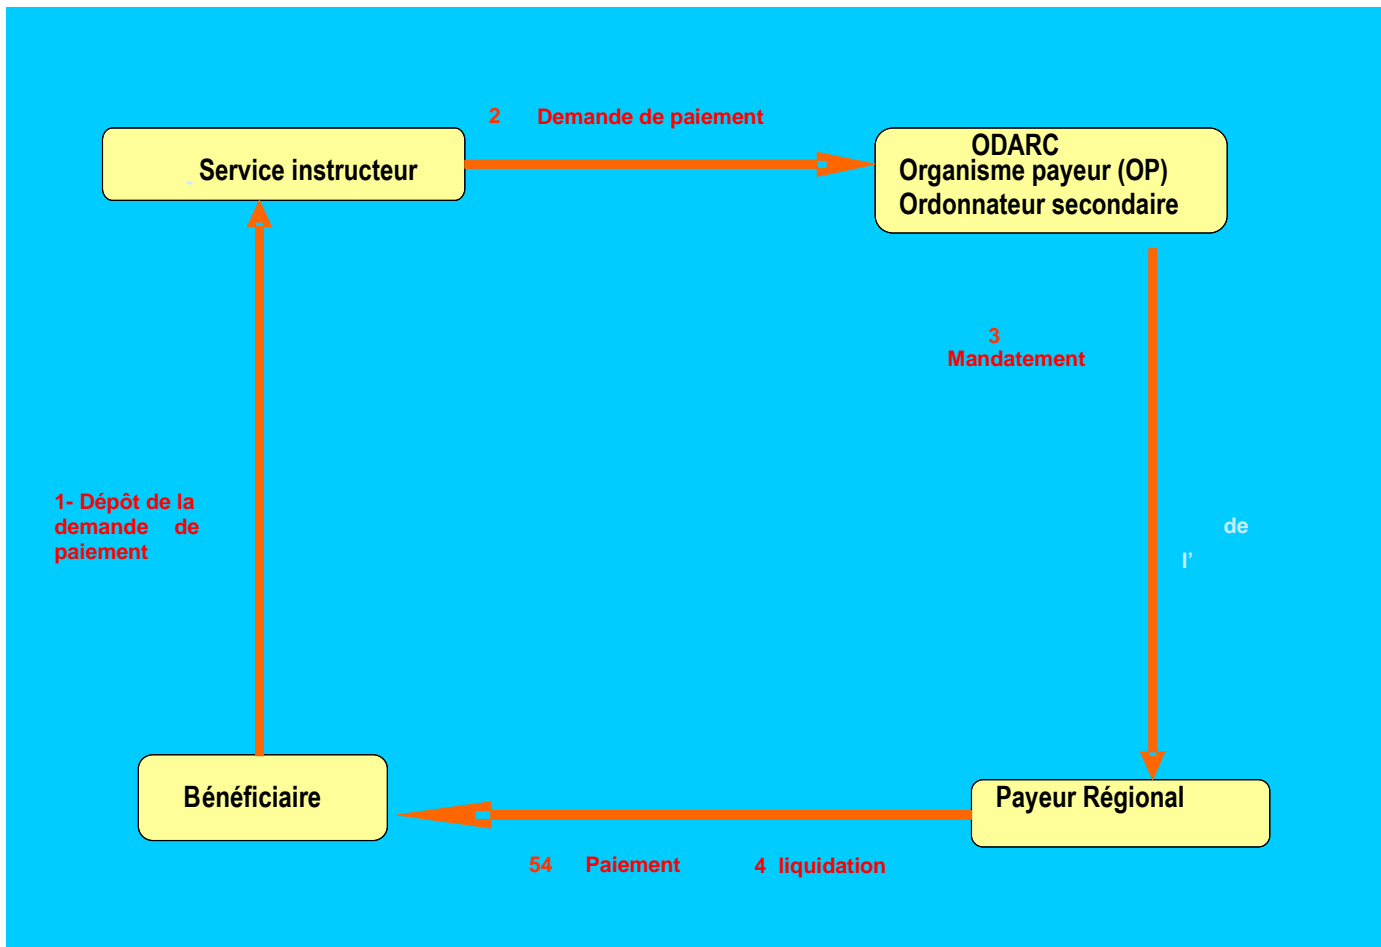 2 Demande de paiement
ODARC
Service instructeur
Organisme payeur (OP)
Ordonnateur secondaire
3
Mandatement
1- Dépôt de la
demande de
paiement
de
l’
Bénéficiaire
Payeur Régional
54 Paiement 4 liquidation